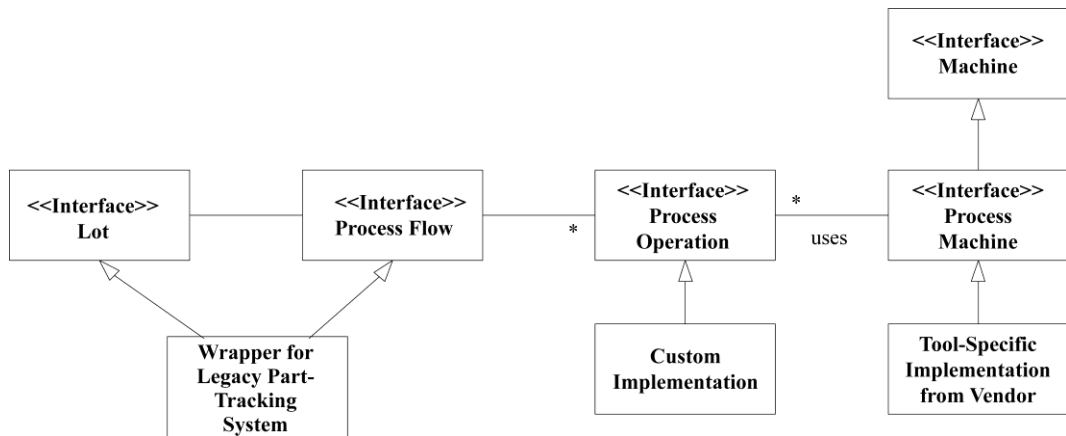 <<Interface>>
Machine
<<Interface>>
Lot
<<Interface>>
Process Flow
*
<<Interface>>
Process
Operation
*
uses
<<Interface>>
Process
Machine
Wrapper for
Legacy Part-
Tracking
System
Custom
Implementation
Tool-Specific
Implementation
from Vendor